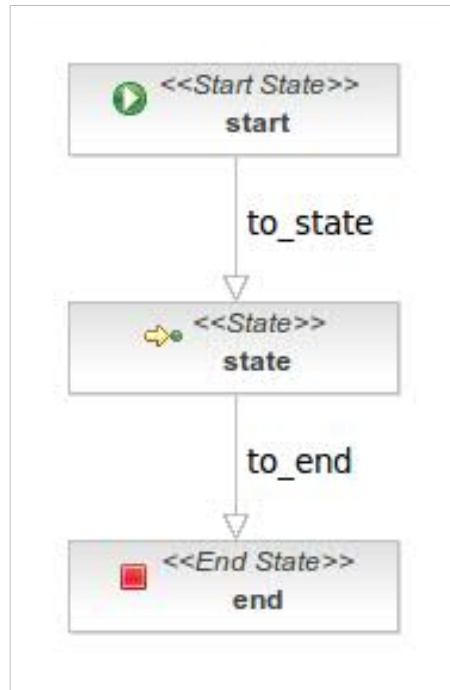 <<Start State>>
start
to_state
<<State>>
state
to_end
<<End State>>
end